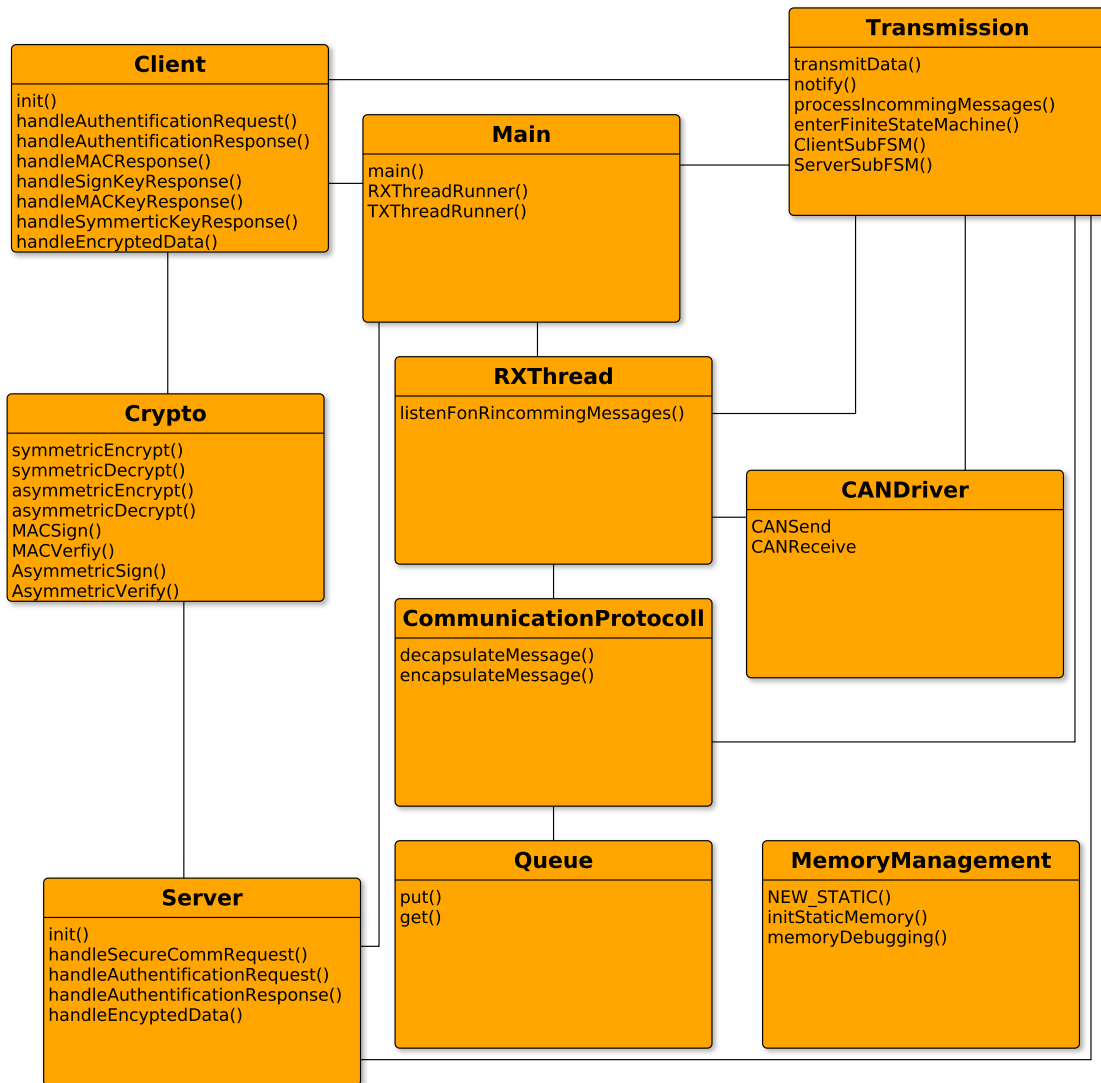 Client
init()
handleAuthentificationRequest()
handleAuthentificationResponse()
handleMACResponse()
handleSignKeyResponse()
handleMACKeyResponse()
handleSymmerticKeyResponse()
handleEncryptedData()
Main
main()
RXThreadRunner()
TXThreadRunner()
Transmission
transmitData()
notify()
processIncommingMessages()
enterFiniteStateMachine()
ClientSubFSM()
ServerSubFSM()
Crypto
symmetricEncrypt()
symmetricDecrypt()
asymmetricEncrypt()
asymmetricDecrypt()
MACSign()
MACVerfiy()
AsymmetricSign()
AsymmetricVerify()
RXThread
listenFonRincommingMessages()
CANDriver
CANSend
CANReceive
CommunicationProtocoll
decapsulateMessage()
encapsulateMessage()
Server
init()
handleSecureCommRequest()
handleAuthentificationRequest()
handleAuthentificationResponse()
handleEncyptedData()
Queue
put()
get()
MemoryManagement
NEW_STATIC()
initStaticMemory()
memoryDebugging()